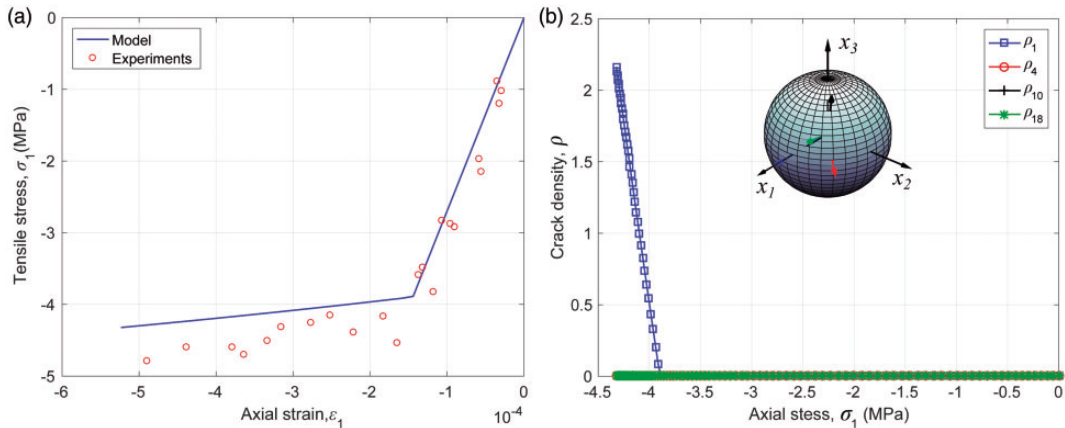 (a)
Tensile stress, σ₁(MPa)
0
-1
-2
-3
-4
-5
Model
Experiments
-6
-5
-4
-3
-2
-1
0
Axial strain,ε₁
10⁻⁴
(b)
Crack density, ρ
2.5
2
1.5
1
0.5
0
x₃
x₁
x₂
ρ₁
ρ₄
ρ₁₀
ρ₁₈
-4.5
-4
-3.5
-3
-2.5
-2
-1.5
-1
-0.5
0
Axial stess, σ₁ (MPa)